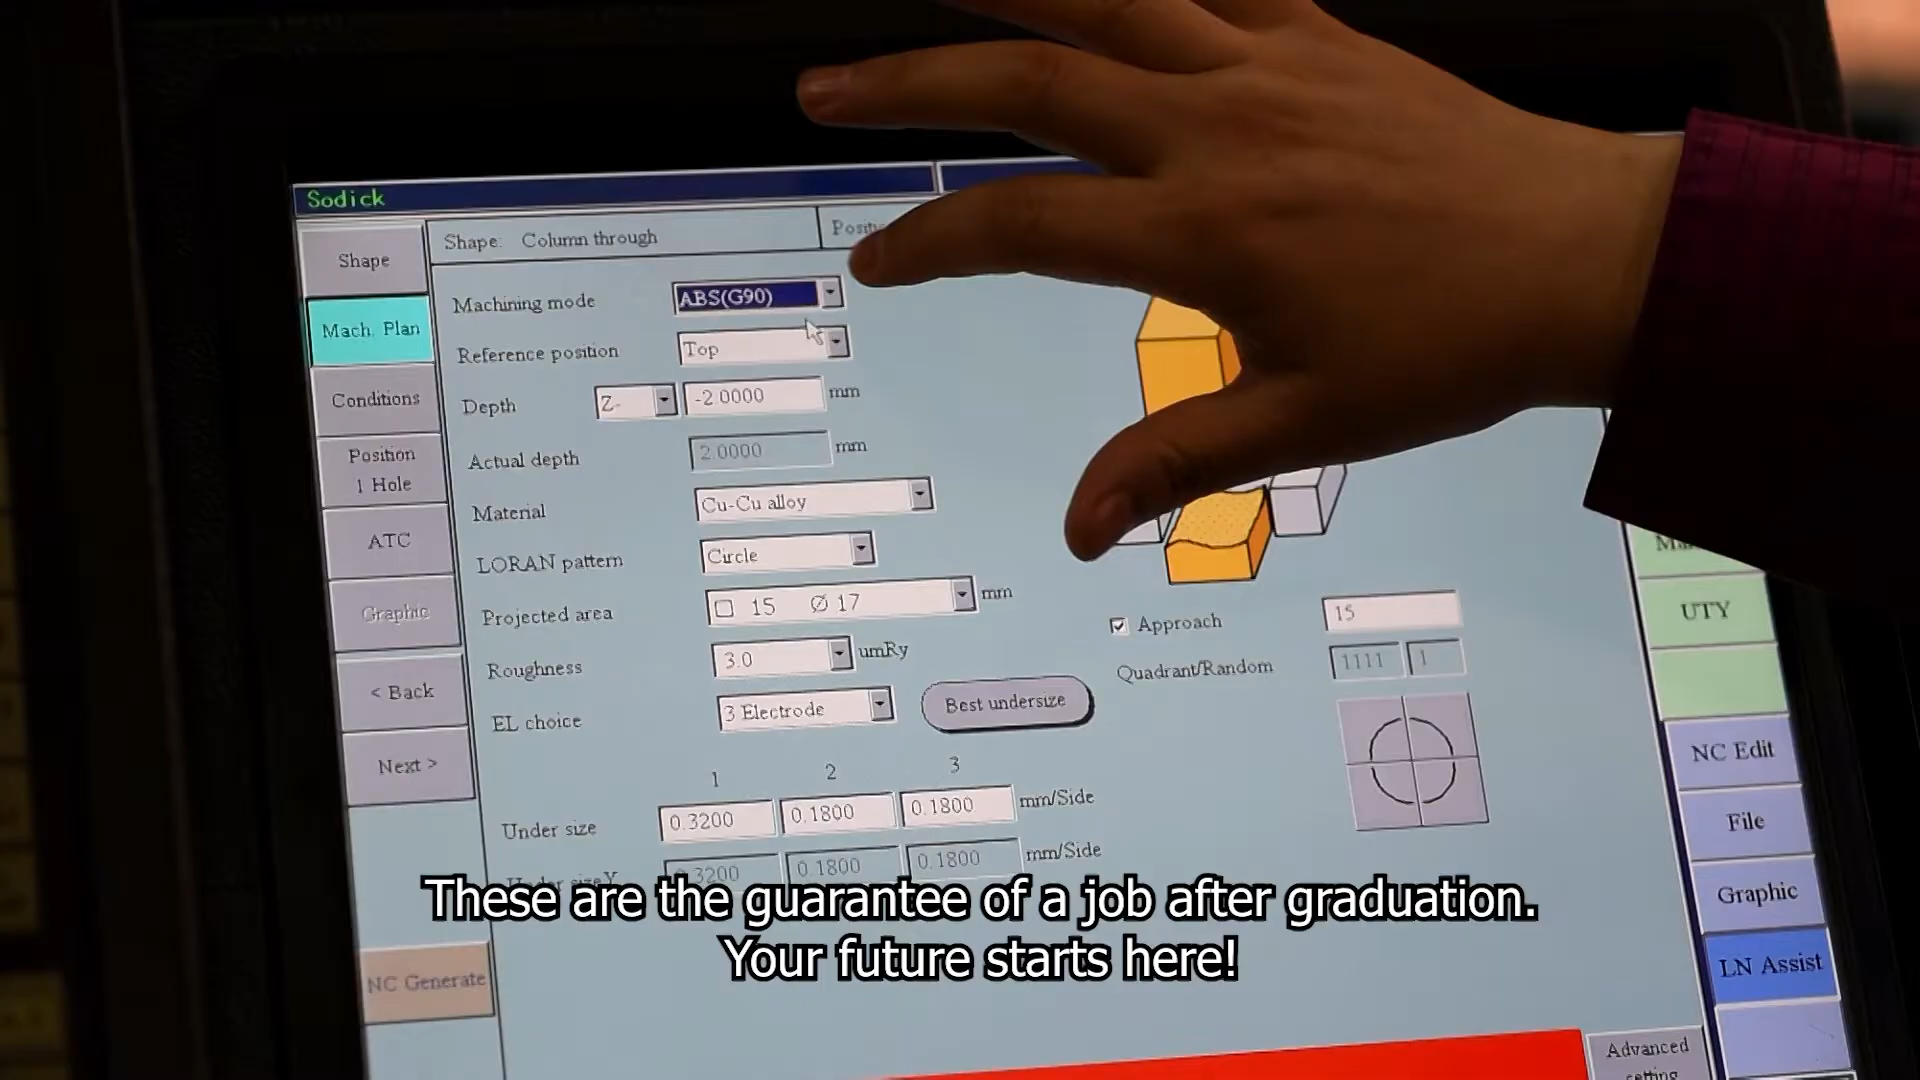 Sodick
Shape: Column through
Shape
Mach. Plan
Conditions
Position
1 Hole
ATC
Graphic
< Back
Next >
NC Generate
Machining mode ABS(G90)
Reference position Top
Depth Z- -2.0000 mm
Actual depth 2.0000 mm
Material Cu-Cu alloy
LORAN pattern Circle
Projected area □ 15 Ø 17 mm
Roughness 3.0 umRy
EL choice 3 Electrode Best undersize
1 2 3
Under size 0.3200 0.1800 0.1800 mm/Side
0.1800 0.1800 mm/Side
Approach 15
Quadrant/Random 1111 1
UTY
NC Edit
File
Graphic
LN Assist
Advanced
setting
These are the guarantee of a job after graduation.
Your future starts here!